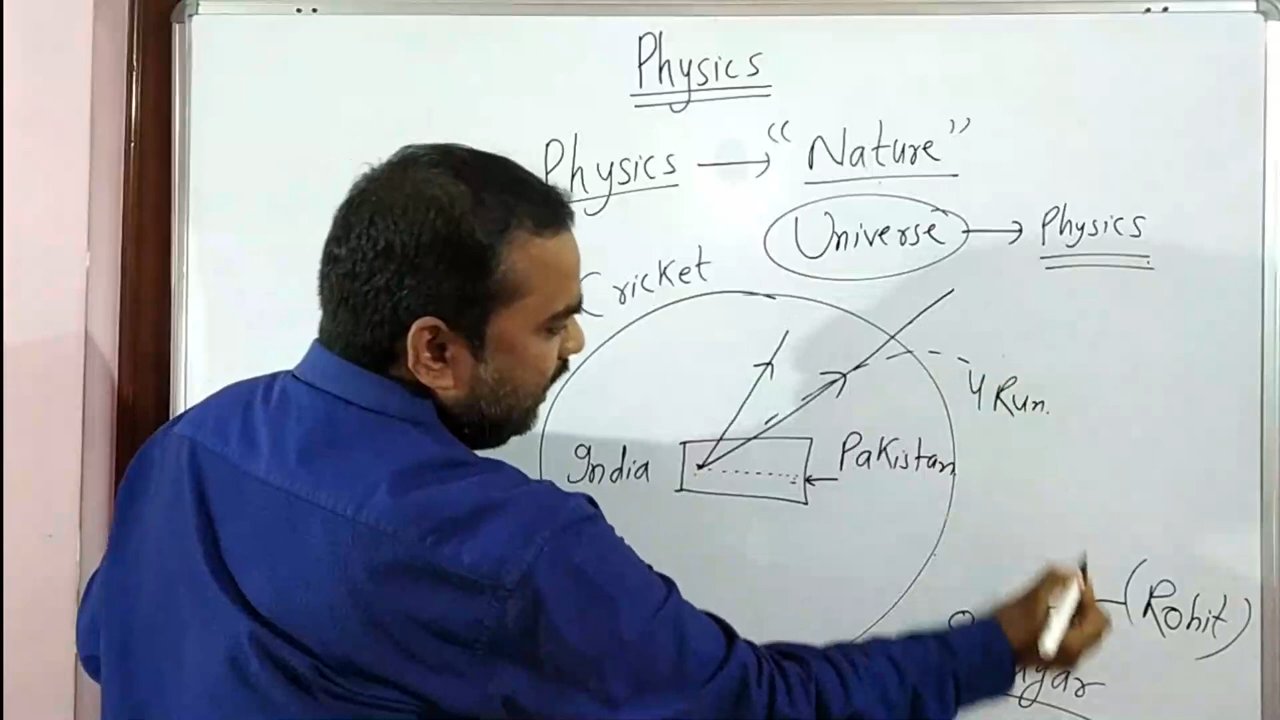 Physics
Physics → "Nature"
Universe → Physics
Cricket
4 Run.
India
Pakistan
(Rohit)